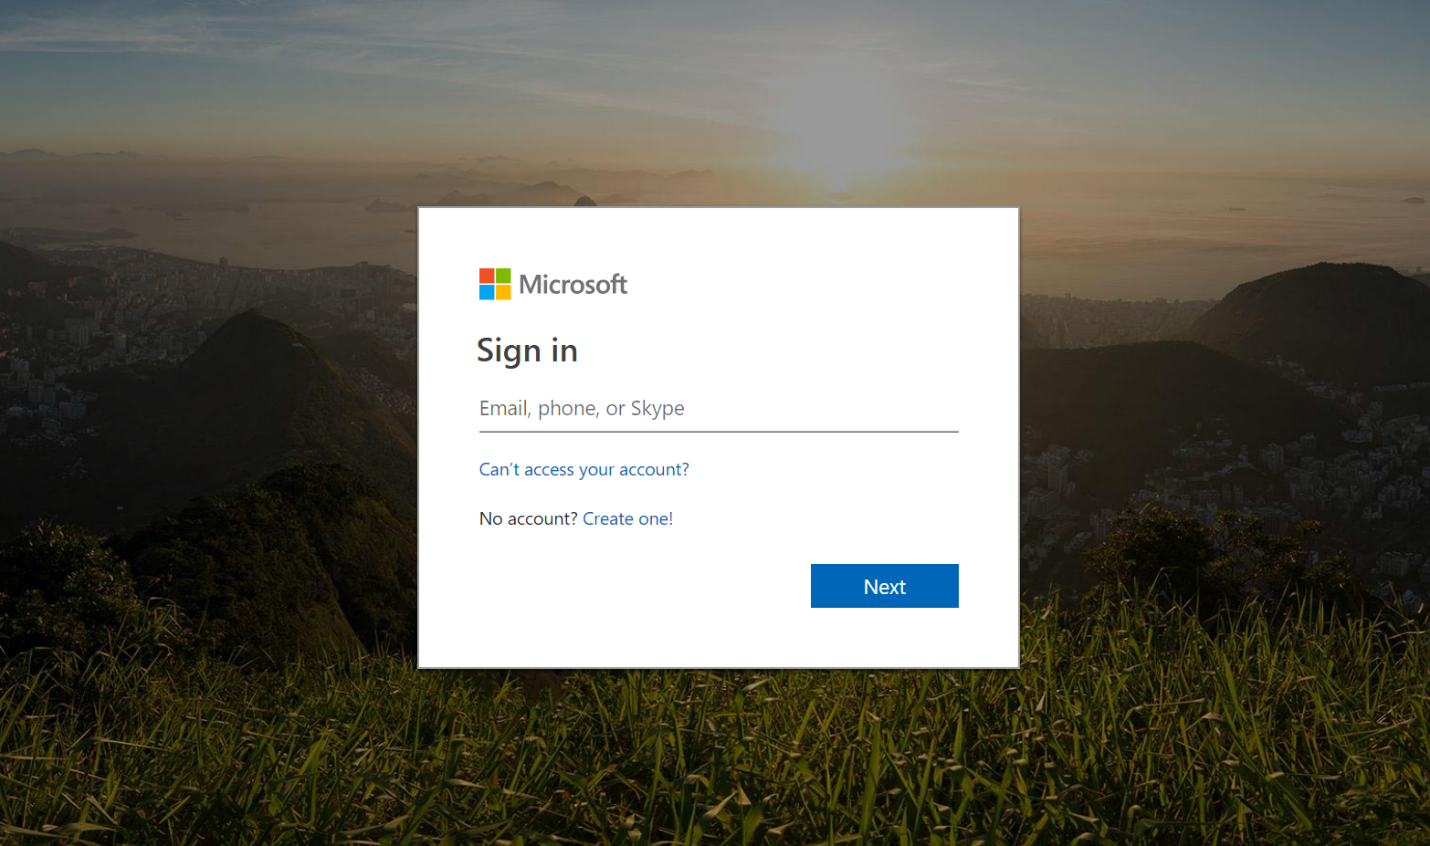 Microsoft
Sign in
Email, phone, or Skype
Can't access your account?
No account? Create one!
Next